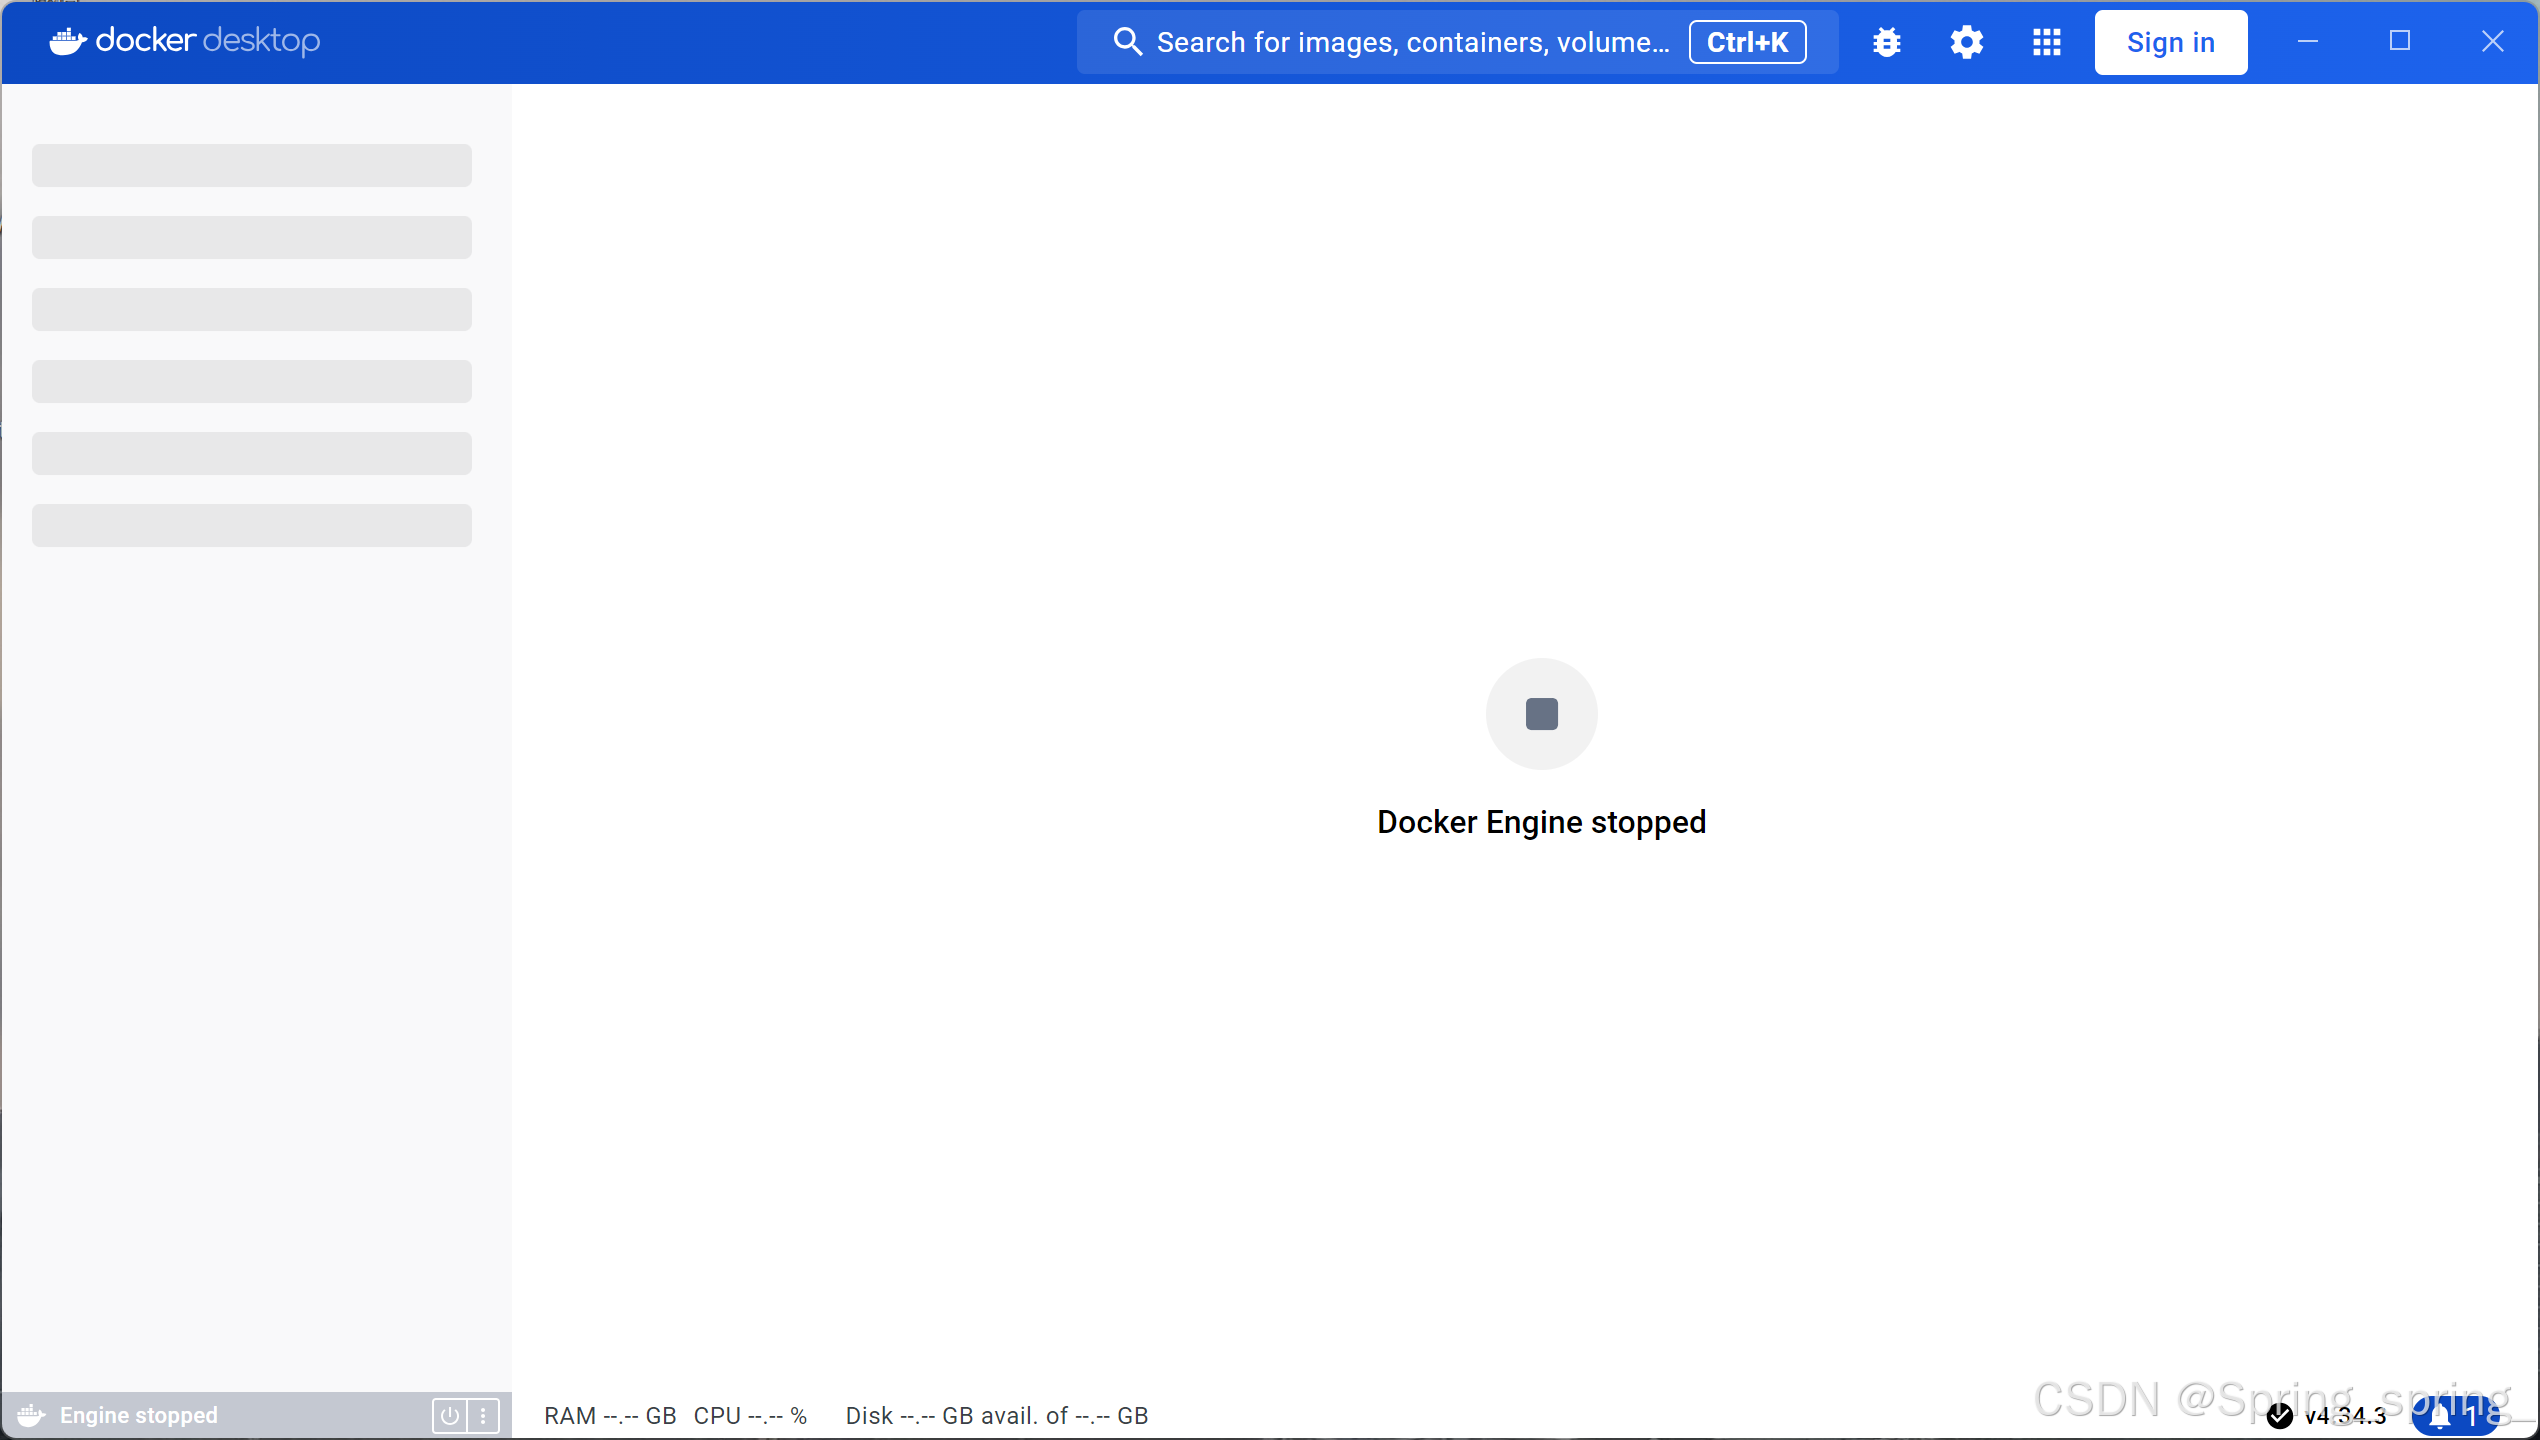 docker desktop
Search for images, containers, volume... Ctrl+K
Sign in
Docker Engine stopped
Engine stopped
RAM --.-- GB CPU --.-- % Disk --.-- GB avail. of --.-- GB
v4.34.3
1
CSDN @Spring_spring_